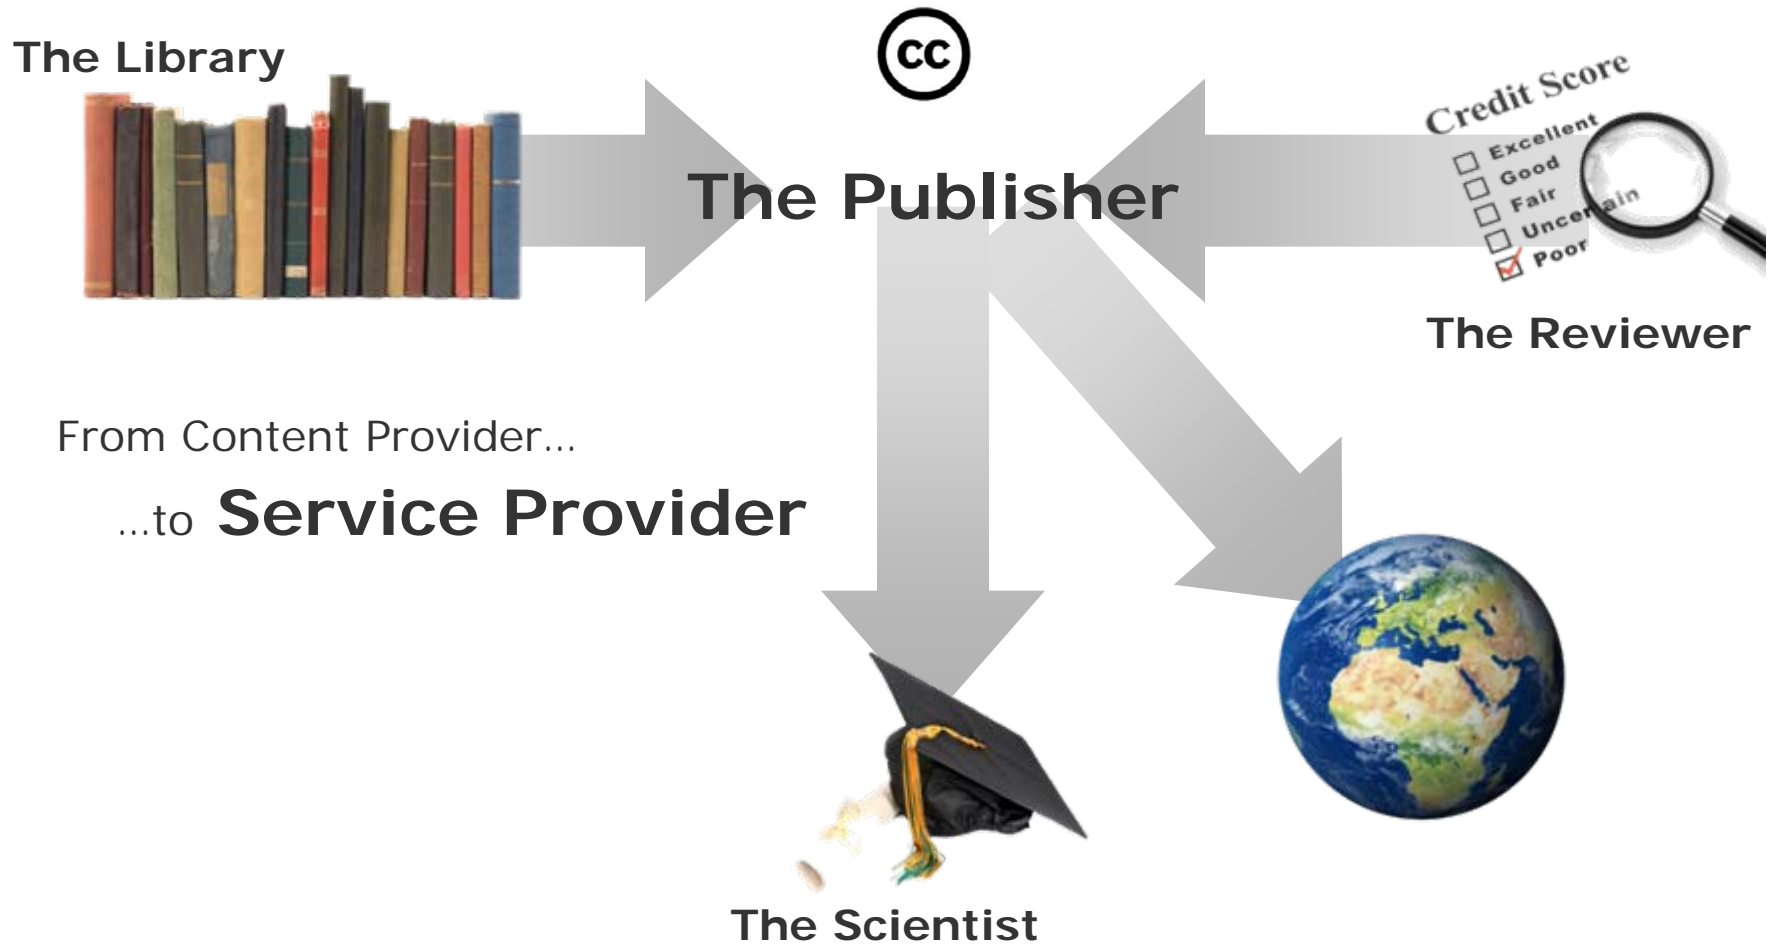 The Library
cc
Credit Score
Excellent
Good
Fair
Uncertain
Poor
The Publisher
The Reviewer
From Content Provider...
...to Service Provider
The Scientist